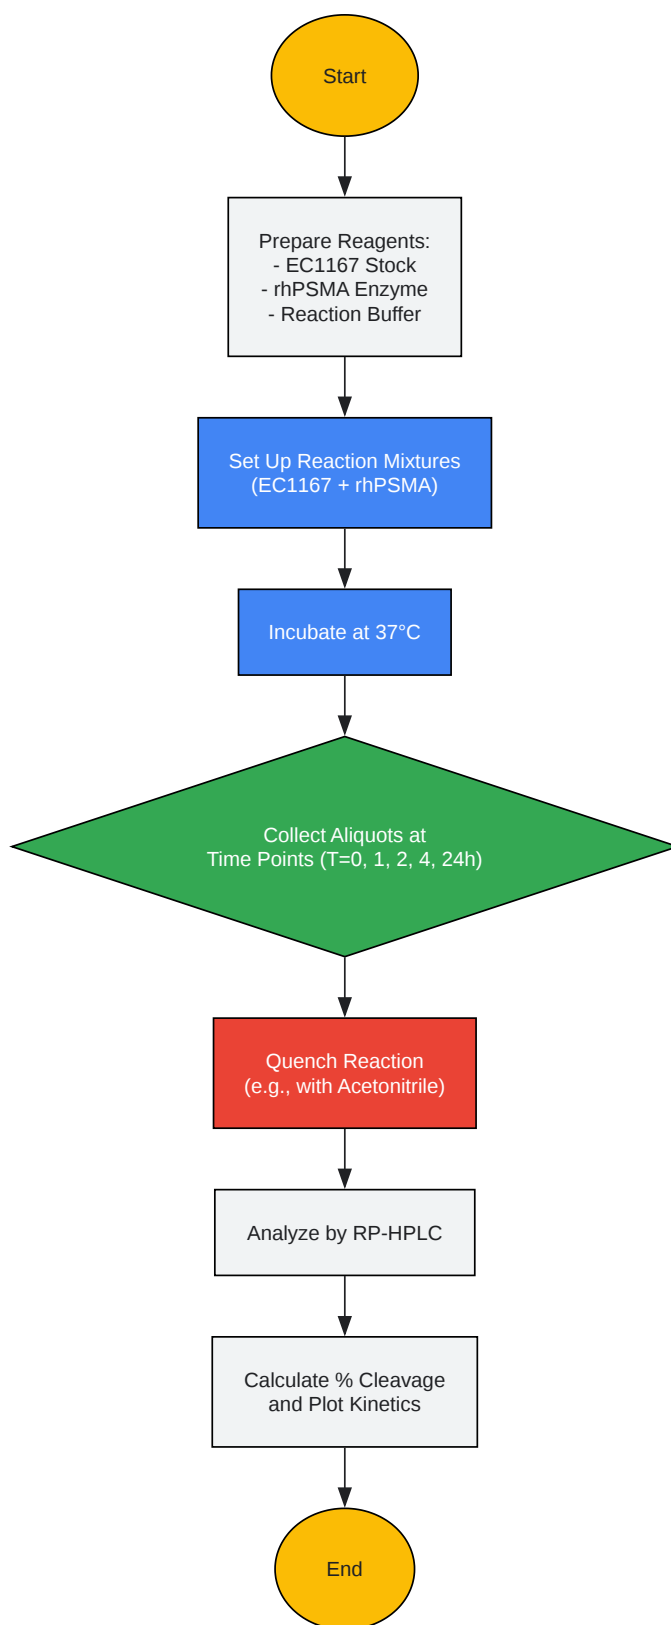 Start
Prepare Reagents:
- EC1167 Stock
- rhPSMA Enzyme
- Reaction Buffer
Set Up Reaction Mixtures
(EC1167 + rhPSMA)
Incubate at 37°C
Collect Aliquots at
Time Points (T=0, 1, 2, 4, 24h)
Quench Reaction
(e.g., with Acetonitrile)
Analyze by RP-HPLC
Calculate % Cleavage
and Plot Kinetics
End